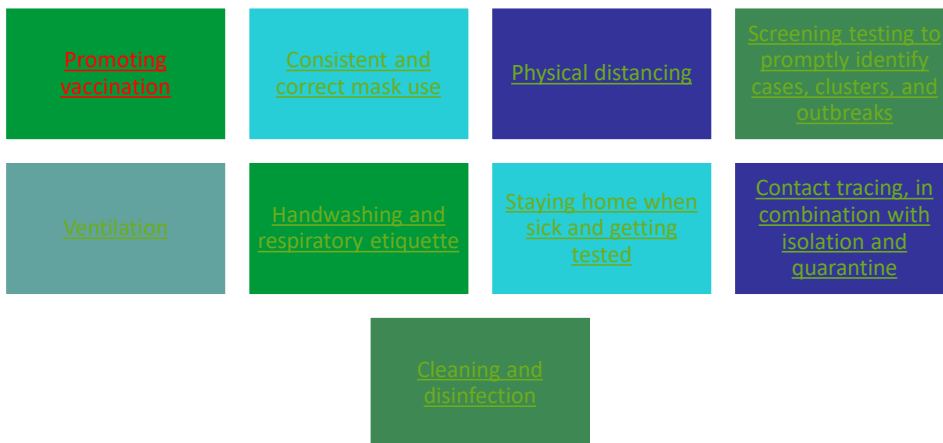 Promoting
vaccination
Consistent and
correct mask use
Physical distancing
Screening testing to
promptly identify
cases, clusters, and
outbreaks
Ventilation
Handwashing and
respiratory etiquette
Staying home when
sick and getting
tested
Contact tracing, in
combination with
isolation and
quarantine
Cleaning and
disinfection